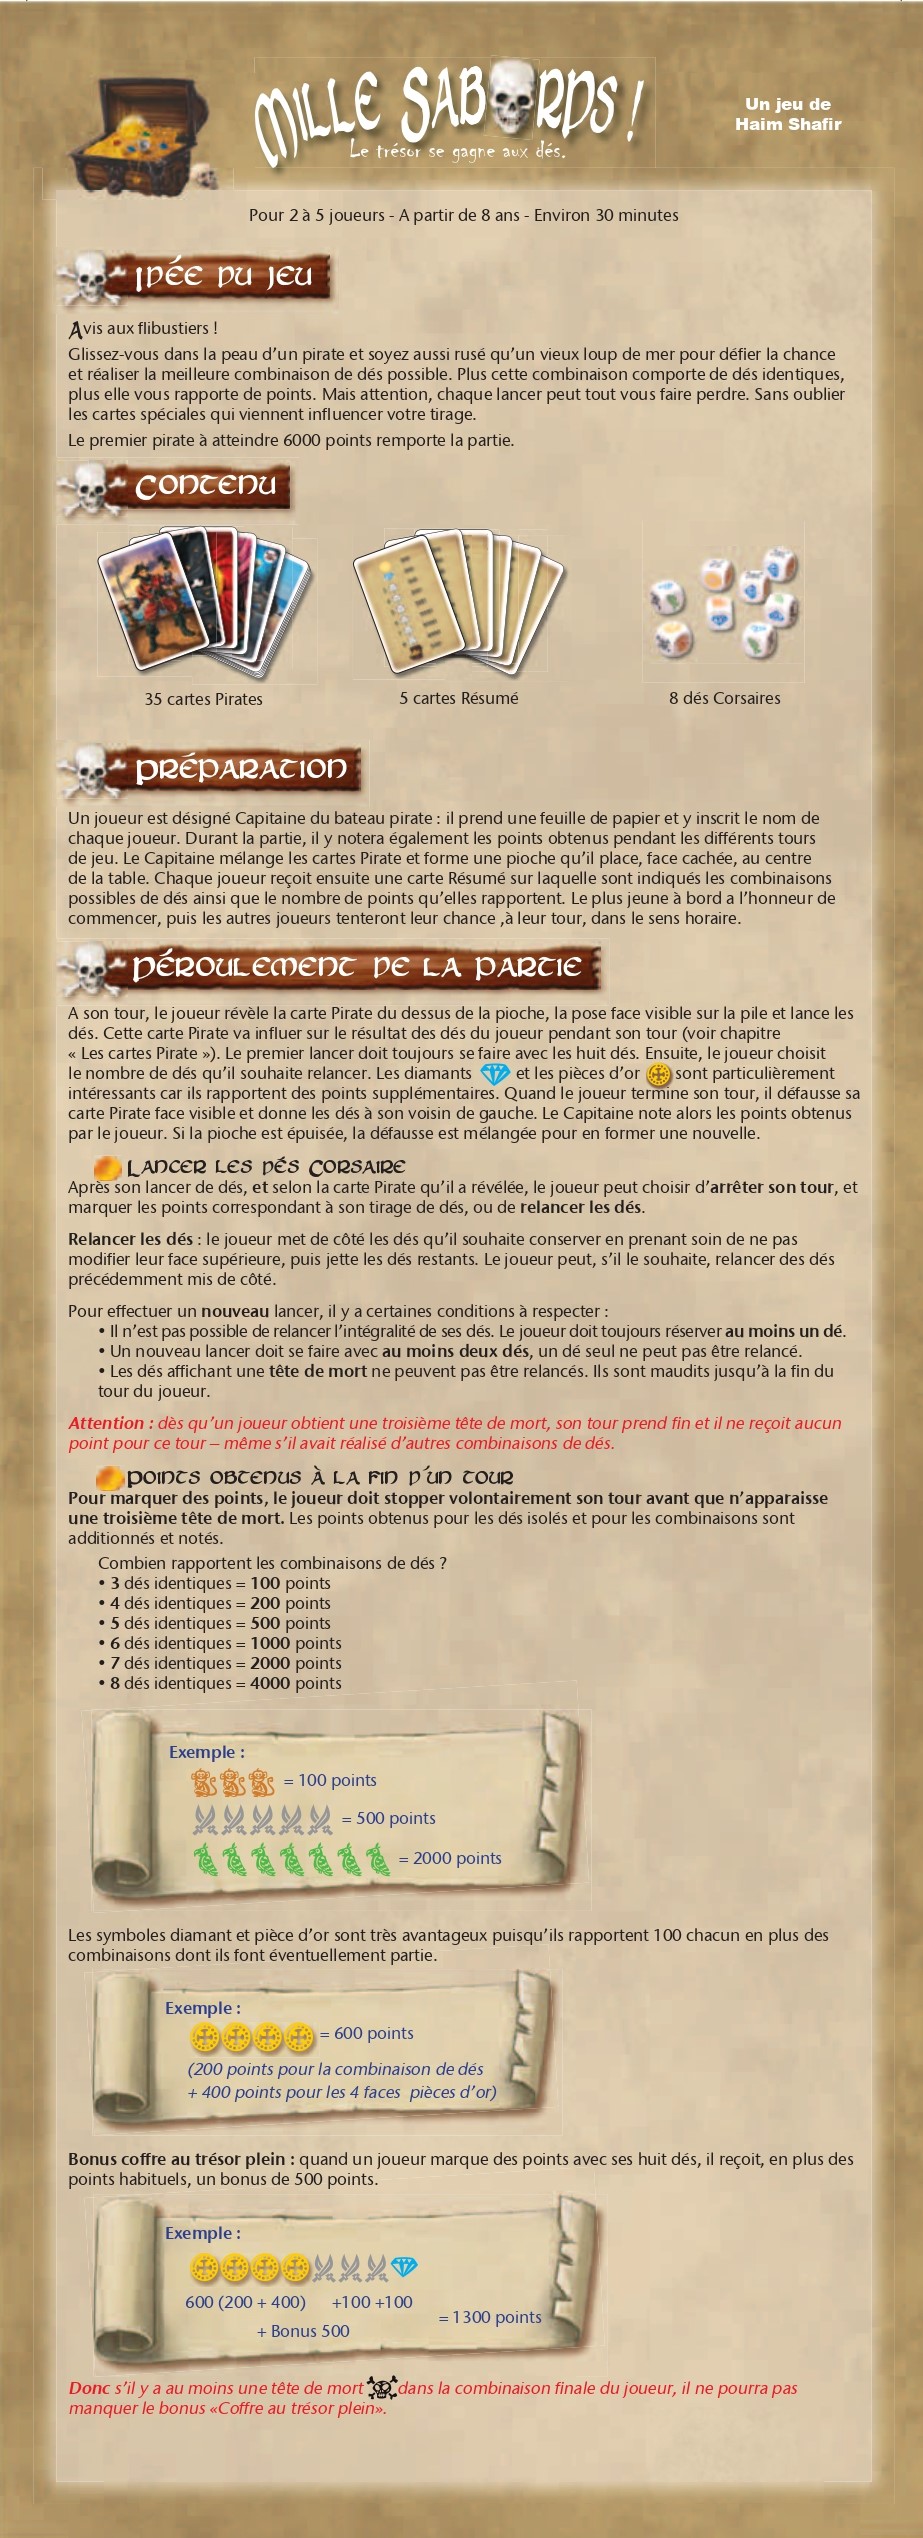 MILLE SABORDS !
Le trésor se gagne aux dés.
Un jeu de
Haim Shafir
Pour 2 à 5 joueurs - A partir de 8 ans - Environ 30 minutes
Idée du jeu
Avis aux flibustiers !
Glissez-vous dans la peau d’un pirate et soyez aussi rusé qu’un vieux loup de mer pour défier la chance
et réaliser la meilleure combinaison de dés possible. Plus cette combinaison comporte de dés identiques,
plus elle vous rapporte de points. Mais attention, chaque lancer peut tout vous faire perdre. Sans oublier
les cartes spéciales qui viennent influencer votre tirage.
Le premier pirate à atteindre 6000 points remporte la partie.
Contenu
35 cartes Pirates
5 cartes Résumé
8 dés Corsaires
Préparation
Un joueur est désigné Capitaine du bateau pirate : il prend une feuille de papier et y inscrit le nom de
chaque joueur. Durant la partie, il y notera également les points obtenus pendant les différents tours
de jeu. Le Capitaine mélange les cartes Pirate et forme une pioche qu’il place, face cachée, au centre
de la table. Chaque joueur reçoit ensuite une carte Résumé sur laquelle sont indiqués les combinaisons
possibles de dés ainsi que le nombre de points qu’elles rapportent. Le plus jeune à bord a l’honneur de
commencer, puis les autres joueurs tenteront leur chance ,à leur tour, dans le sens horaire.
Déroulement de la partie
A son tour, le joueur révèle la carte Pirate du dessus de la pioche, la pose face visible sur la pile et lance les
dés. Cette carte Pirate va influer sur le résultat des dés du joueur pendant son tour (voir chapitre
« Les cartes Pirate »). Le premier lancer doit toujours se faire avec les huit dés. Ensuite, le joueur choisit
le nombre de dés qu’il souhaite relancer. Les diamants et les pièces d’or sont particulièrement
intéressants car ils rapportent des points supplémentaires. Quand le joueur termine son tour, il défausse sa
carte Pirate face visible et donne les dés à son voisin de gauche. Le Capitaine note alors les points obtenus
par le joueur. Si la pioche est épuisée, la défausse est mélangée pour en former une nouvelle.
Lancer les dés Corsaire
Après son lancer de dés, et selon la carte Pirate qu’il a révélée, le joueur peut choisir d’arrêter son tour, et
marquer les points correspondant à son tirage de dés, ou de relancer les dés.
Relancer les dés : le joueur met de côté les dés qu’il souhaite conserver en prenant soin de ne pas
modifier leur face supérieure, puis jette les dés restants. Le joueur peut, s’il le souhaite, relancer des dés
précédemment mis de côté.
Pour effectuer un nouveau lancer, il y a certaines conditions à respecter :
• Il n’est pas possible de relancer l’intégralité de ses dés. Le joueur doit toujours réserver au moins un dé.
• Un nouveau lancer doit se faire avec au moins deux dés, un dé seul ne peut pas être relancé.
• Les dés affichant une tête de mort ne peuvent pas être relancés. Ils sont maudits jusqu’à la fin du
tour du joueur.
Attention : dès qu’un joueur obtient une troisième tête de mort, son tour prend fin et il ne reçoit aucun
point pour ce tour – même s’il avait réalisé d’autres combinaisons de dés.
Points obtenus à la fin d’un tour
Pour marquer des points, le joueur doit stopper volontairement son tour avant que n’apparaisse
une troisième tête de mort. Les points obtenus pour les dés isolés et pour les combinaisons sont
additionnés et notés.
Combien rapportent les combinaisons de dés ?
• 3 dés identiques = 100 points
• 4 dés identiques = 200 points
• 5 dés identiques = 500 points
• 6 dés identiques = 1000 points
• 7 dés identiques = 2000 points
• 8 dés identiques = 4000 points
Exemple :
= 100 points
= 500 points
= 2000 points
Les symboles diamant et pièce d’or sont très avantageux puisqu’ils rapportent 100 chacun en plus des
combinaisons dont ils font éventuellement partie.
Exemple :
= 600 points
(200 points pour la combinaison de dés
+ 400 points pour les 4 faces pièces d’or)
Bonus coffre au trésor plein : quand un joueur marque des points avec ses huit dés, il reçoit, en plus des
points habituels, un bonus de 500 points.
Exemple :
600 (200 + 400) +100 +100
= 1300 points
+ Bonus 500
Donc s’il y a au moins une tête de mort dans la combinaison finale du joueur, il ne pourra pas
manquer le bonus «Coffre au trésor plein».